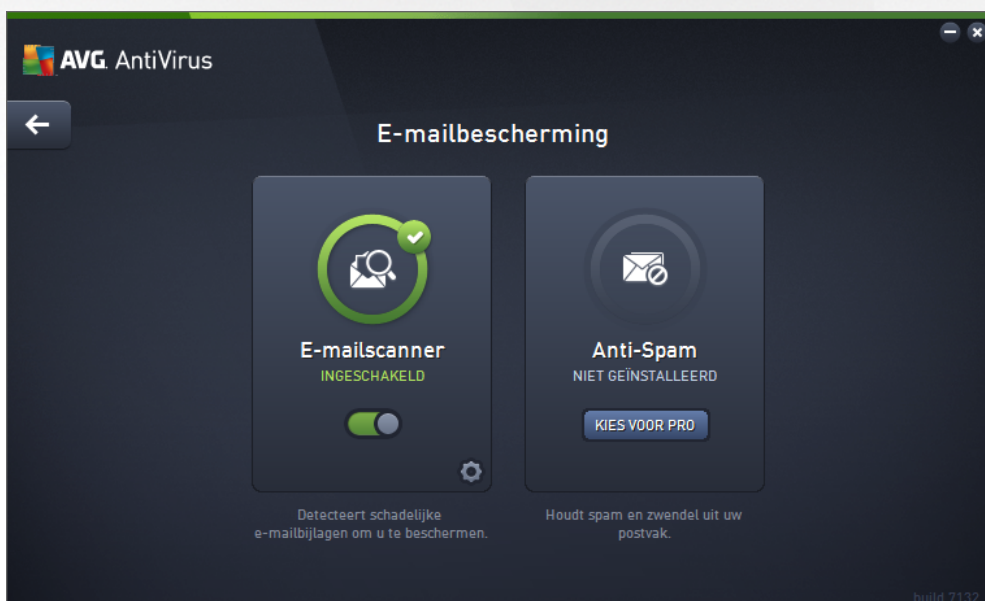 AVG. AntiVirus
E-mailbescherming
E-mailscanner
INGESCHAKELD
Detecteert schadelijke
e-mailbijlagen om u te beschermen.
Anti-Spam
NIET GEÏNSTALLEERD
KIES VOOR PRO
Houdt spam en zwendel uit uw
postvak.
build 7132